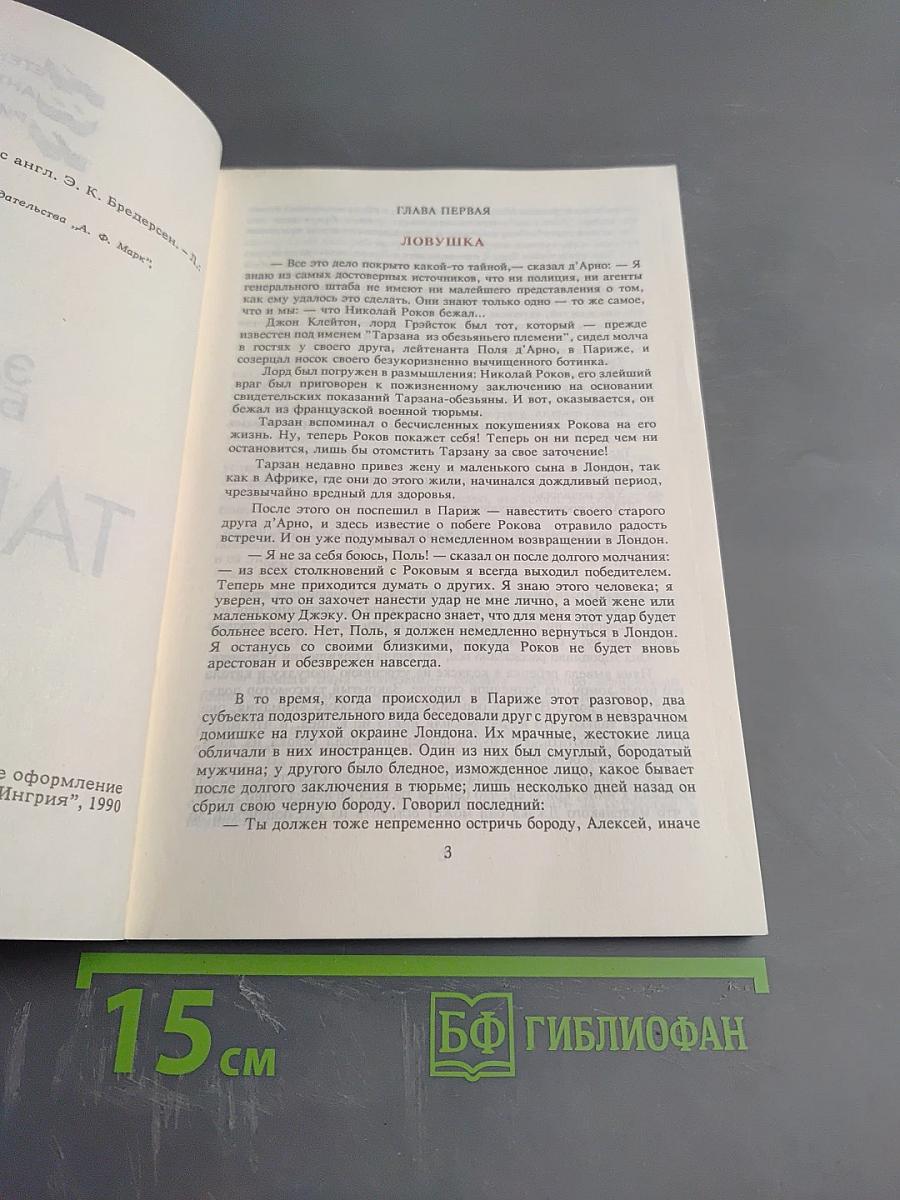 с англ. Э. К. Бредерсен. – Л.:
дательства „А. Ф. Марк”,
е оформление
Ингрия”, 1990
ГЛАВА ПЕРВАЯ
ЛОВУШКА
— Все это дело покрыто какой-то тайной,— сказал д’Арно: — Я
знаю из самых достоверных источников, что ни полиция, ни агенты
генерального штаба не имеют ни малейшего представления о том,
как ему удалось это сделать. Они знают только одно — то же самое,
что и мы: — что Николай Роков бежал...
Джон Клейтон, лорд Грэйсток был тот, который — прежде
известен под именем "Тарзана из обезьяньего племени", сидел молча
в гостях у своего друга, лейтенанта Поля д’Арно, в Париже, и
созерцал носок своего безукоризненно вычищенного ботинка.
Лорд был погружен в размышления: Николай Роков, его злейший
враг был приговорен к пожизненному заключению на основании
свидетельских показаний Тарзана-обезьяны. И вот, оказывается, он
бежал из французской военной тюрьмы.
Тарзан вспоминал о бесчисленных покушениях Рокова на его
жизнь. Ну, теперь Роков покажет себя! Теперь он ни перед чем ни
остановится, лишь бы отомстить Тарзану за свое заточение!
Тарзан недавно привез жену и маленького сына в Лондон, так
как в Африке, где они до этого жили, начинался дождливый период,
чрезвычайно вредный для здоровья.
После этого он поспешил в Париж — навестить своего старого
друга д’Арно, и здесь известие о побеге Рокова отравило радость
встречи. И он уже подумывал о немедленном возвращении в Лондон.
— Я не за себя боюсь, Поль! — сказал он после долгого молчания:
— из всех столкновений с Роковым я всегда выходил победителем.
Теперь мне приходится думать о других. Я знаю этого человека; я
уверен, что он захочет нанести удар не мне лично, а моей жене или
маленькому Джэку. Он прекрасно знает, что для меня этот удар будет
больнее всего. Нет, Поль, я должен немедленно вернуться в Лондон.
Я останусь со своими близкими, покуда Роков не будет вновь
арестован и обезврежен навсегда.
В то время, когда происходил в Париже этот разговор, два
субъекта подозрительного вида беседовали друг с другом в невзрачном
домишке на глухой окраине Лондона. Их мрачные, жестокие лица
обличали в них иностранцев. Один из них был смуглый, бородатый
мужчина; у другого было бледное, изможденное лицо, какое бывает
после долгого заключения в тюрьме; лишь несколько дней назад он
сбрил свою черную бороду. Говорил последний:
— Ты должен тоже непременно остричь бороду, Алексей, иначе
3
15 см
БФ ГИБЛИОФАН